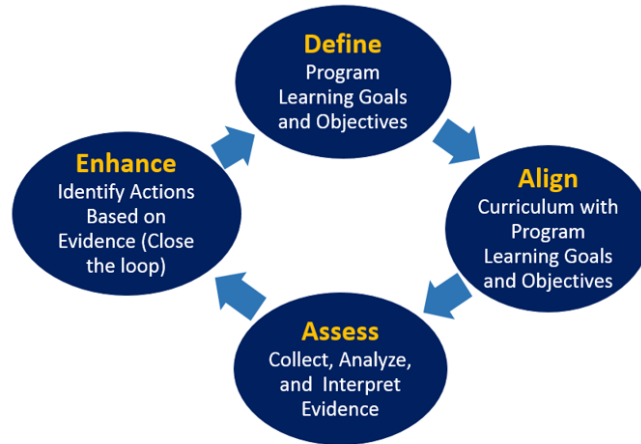 Define
Program
Learning Goals
and Objectives
Align
Curriculum with
Program
Learning Goals
and Objectives
Assess
Collect, Analyze,
and Interpret
Evidence
Enhance
Identify Actions
Based on
Evidence (Close
the loop)